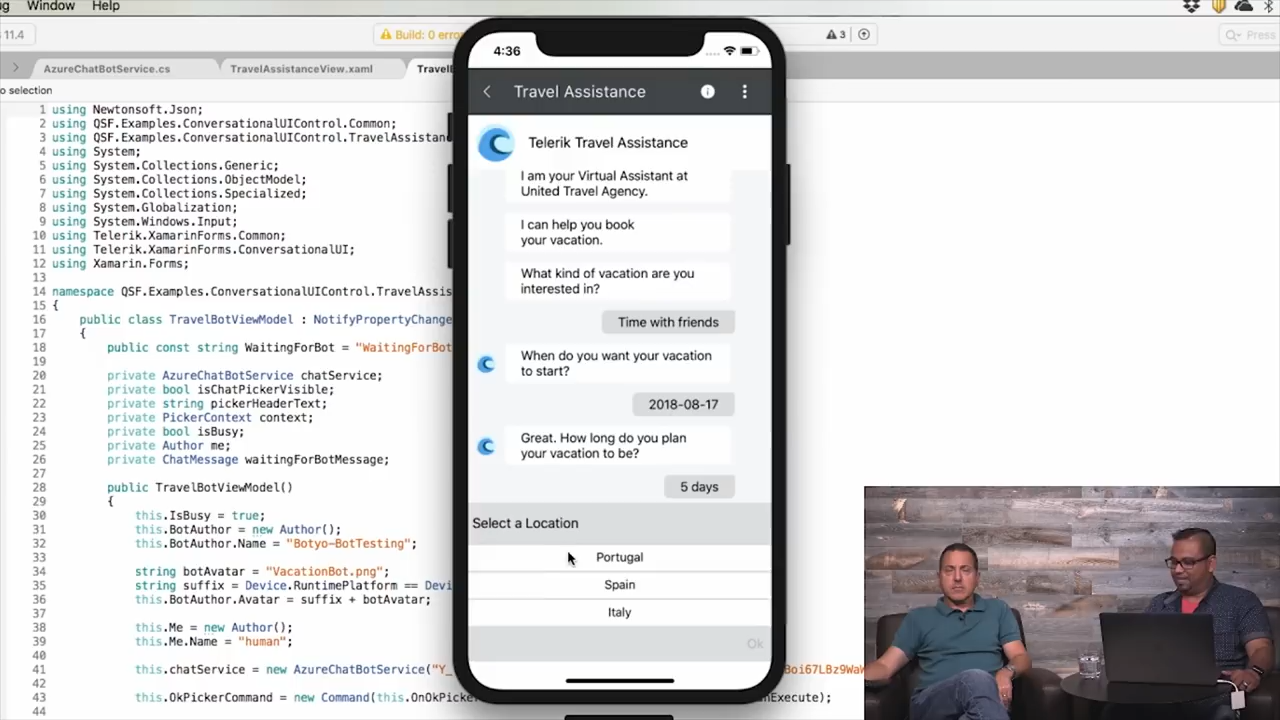 Window Help
11.4
Build: 0 erro
3
Press
AzureChatBotService.cs
TravelAssistanceView.xaml
o selection
1 using Newtonsoft.Json;
2 using QSF.Examples.ConversationalUIControl.Common;
3 using QSF.Examples.ConversationalUIControl.TravelAssistanc
4 using System;
5 using System.Collections.Generic;
6 using System.Collections.ObjectModel;
7 using System.Collections.Specialized;
8 using System.Globalization;
9 using System.Windows.Input;
10 using Telerik.XamarinForms.Common;
11 using Telerik.XamarinForms.ConversationalUI;
12 using Xamarin.Forms;
13
14 namespace QSF.Examples.ConversationalUIControl.TravelAssis
15 {
16 public class TravelBotViewModel : NotifyPropertyChange
17 {
18 public const string WaitingForBot = "WaitingForBot
19
20 private AzureChatBotService chatService;
21 private bool isChatPickerVisible;
22 private string pickerHeaderText;
23 private PickerContext context;
24 private bool isBusy;
25 private Author me;
26 private ChatMessage waitingForBotMessage;
27
28 public TravelBotViewModel()
29 {
30 this.IsBusy = true;
31 this.BotAuthor = new Author();
32 this.BotAuthor.Name = "Botyo-BotTesting";
33
34 string botAvatar = "VacationBot.png";
35 string suffix = Device.RuntimePlatform == Devi
36 this.BotAuthor.Avatar = suffix + botAvatar;
37
38 this.Me = new Author();
39 this.Me.Name = "human";
40
41 this.chatService = new AzureChatBotService("Y_
42
43 this.OkPickerCommand = new Command(this.OnOkPicke
44
Boi67LBz9Wa
anExecute);
4:36
Travel Assistance
Telerik Travel Assistance
I am your Virtual Assistant at
United Travel Agency.
I can help you book
your vacation.
What kind of vacation are you
interested in?
Time with friends
When do you want your vacation
to start?
2018-08-17
Great. How long do you plan
your vacation to be?
5 days
Select a Location
Portugal
Spain
Italy
Ok